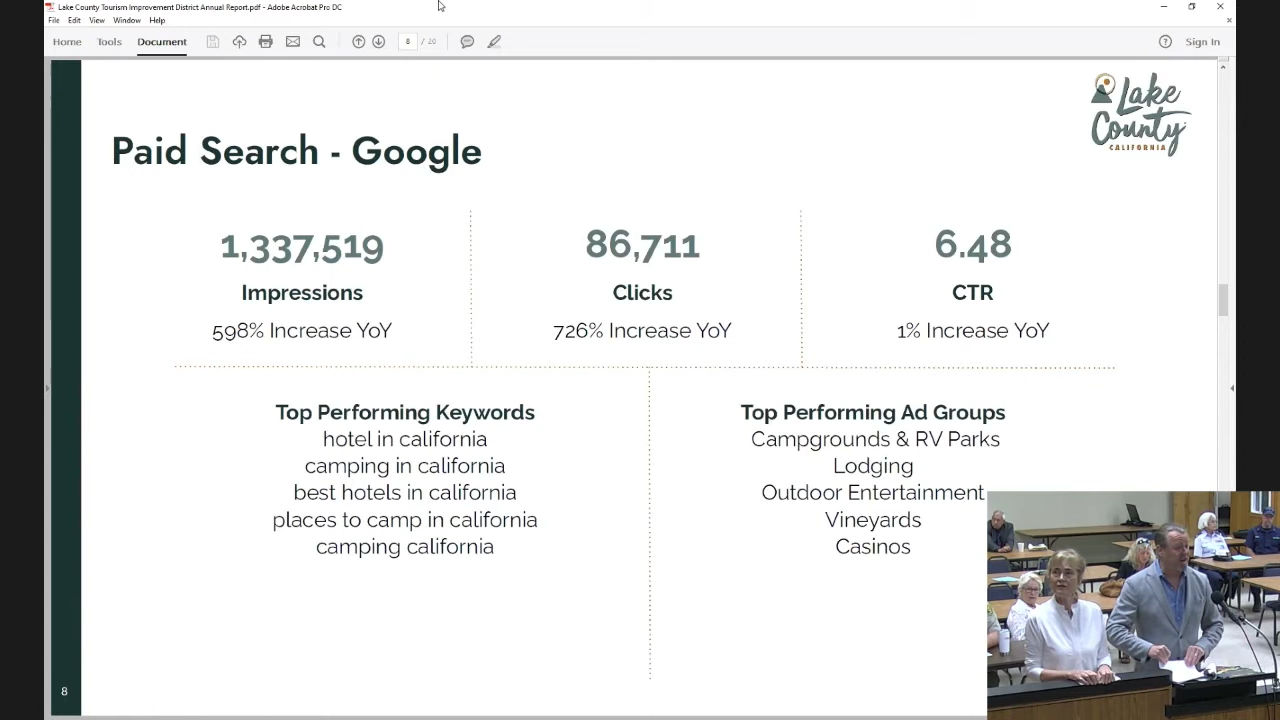 Lake County Tourism Improvement District Annual Report.pdf - Adobe Acrobat Pro DC
File Edit View Window Help
Home Tools Document 8 / 20 Sign In
Lake
County
CALIFORNIA
Paid Search - Google
1,337,519 86,711 6.48
Impressions Clicks CTR
598% Increase YoY 726% Increase YoY 1% Increase YoY
Top Performing Keywords
hotel in california
camping in california
best hotels in california
places to camp in california
camping california
Top Performing Ad Groups
Campgrounds & RV Parks
Lodging
Outdoor Entertainment
Vineyards
Casinos
8